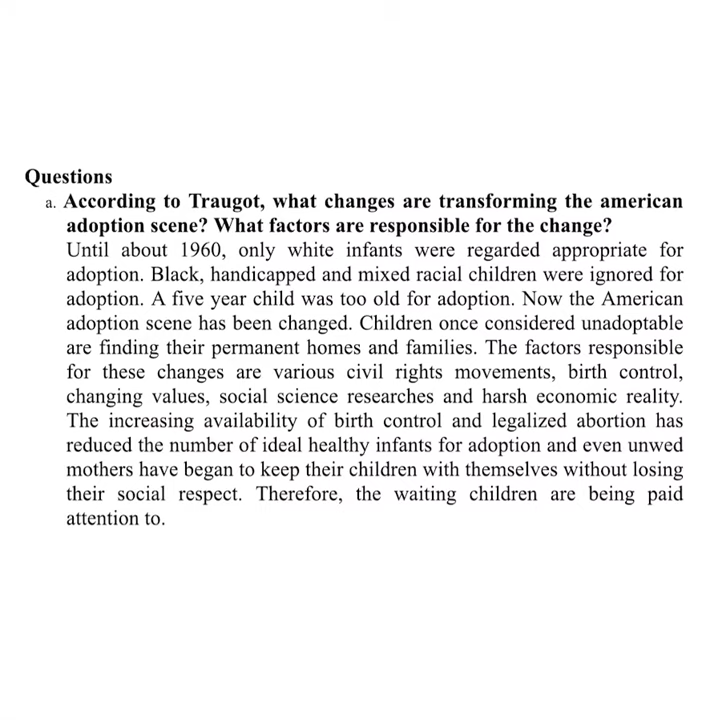 Questions
a. According to Traugot, what changes are transforming the american
adoption scene? What factors are responsible for the change?
Until about 1960, only white infants were regarded appropriate for
adoption. Black, handicapped and mixed racial children were ignored for
adoption. A five year child was too old for adoption. Now the American
adoption scene has been changed. Children once considered unadoptable
are finding their permanent homes and families. The factors responsible
for these changes are various civil rights movements, birth control,
changing values, social science researches and harsh economic reality.
The increasing availability of birth control and legalized abortion has
reduced the number of ideal healthy infants for adoption and even unwed
mothers have began to keep their children with themselves without losing
their social respect. Therefore, the waiting children are being paid
attention to.